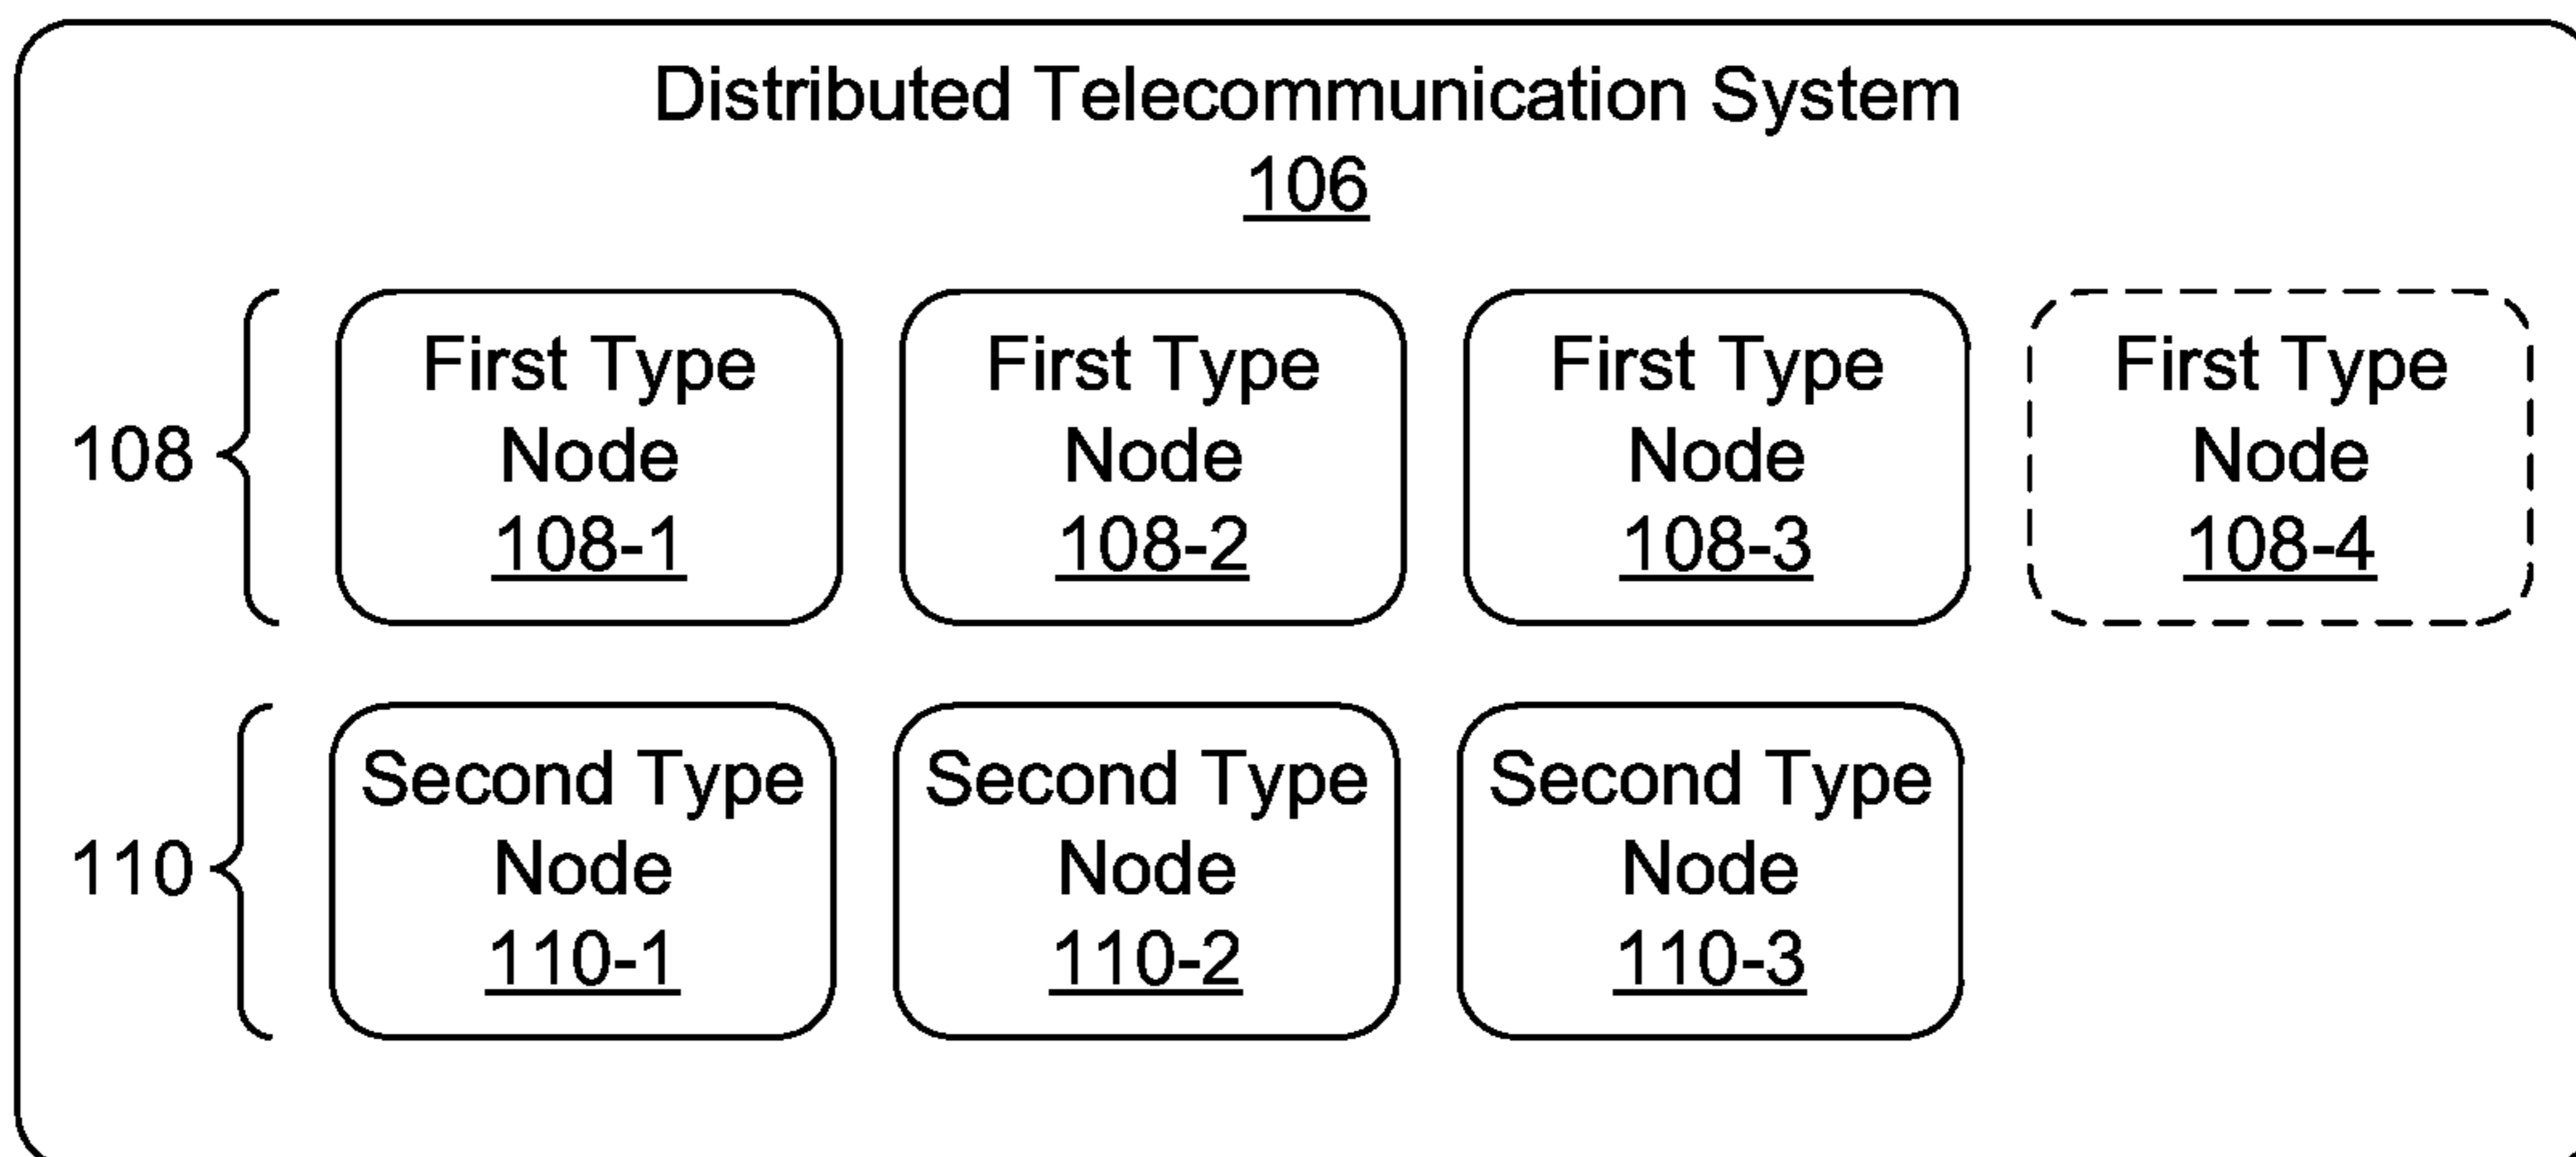 Distributed Telecommunication System
106
108
First Type
Node
108-1
First Type
Node
108-2
First Type
Node
108-3
First Type
Node
108-4
110
Second Type
Node
110-1
Second Type
Node
110-2
Second Type
Node
110-3